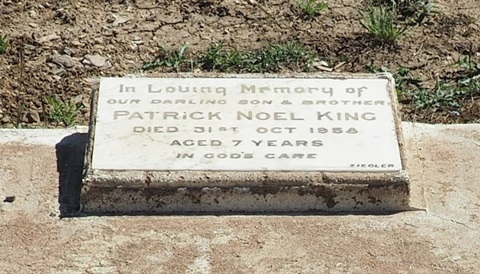 In Loving Memory of
OUR DARLING SON & BROTHER
PATRICK NOEL KING
DIED 31ST OCT 1958
AGED 7 YEARS
IN GOD'S CARE
ZIEGLER